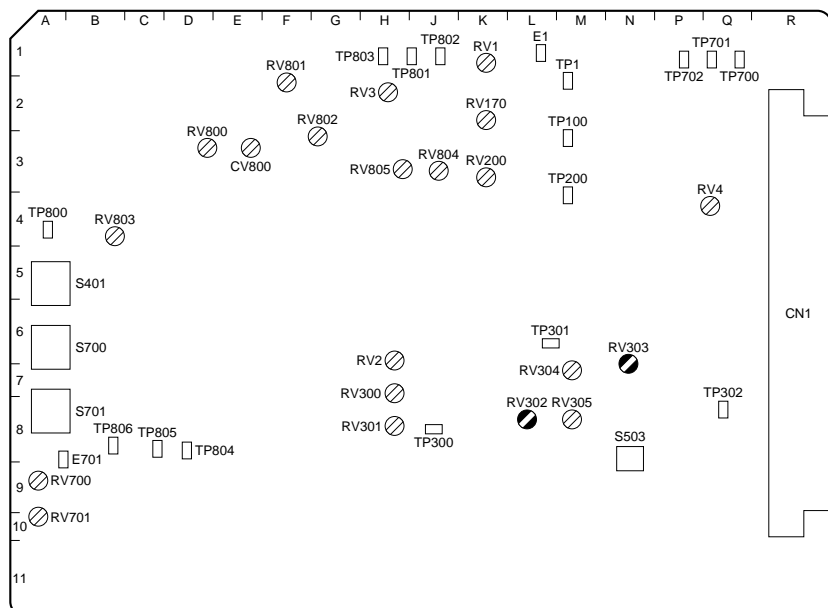 A B C D E F G H J K L M N P Q R
1 TP803 TP802 RV1 E1 TP701
RV801 TP801 TP1 TP702 TP700
2 RV3
RV802 RV170
RV800 TP100
3 CV800 RV805 RV804 RV200
TP200
RV4
4 TP800 RV803
5 S401
CN1
6 S700 TP301
RV2 RV304 RV303
7 RV300 TP302
S701
8 TP806 TP805 TP804 RV301 TP300 RV302 RV305 S503
E701
9 RV700
10 RV701
11